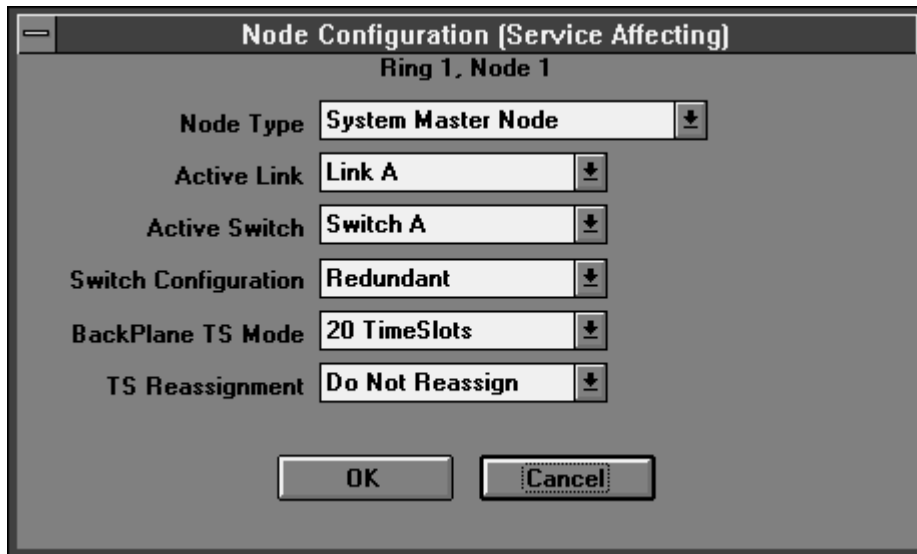 Node Configuration (Service Affecting)
Ring 1, Node 1
Node Type System Master Node
Active Link Link A
Active Switch Switch A
Switch Configuration Redundant
BackPlane TS Mode 20 TimeSlots
TS Reassignment Do Not Reassign
OK Cancel